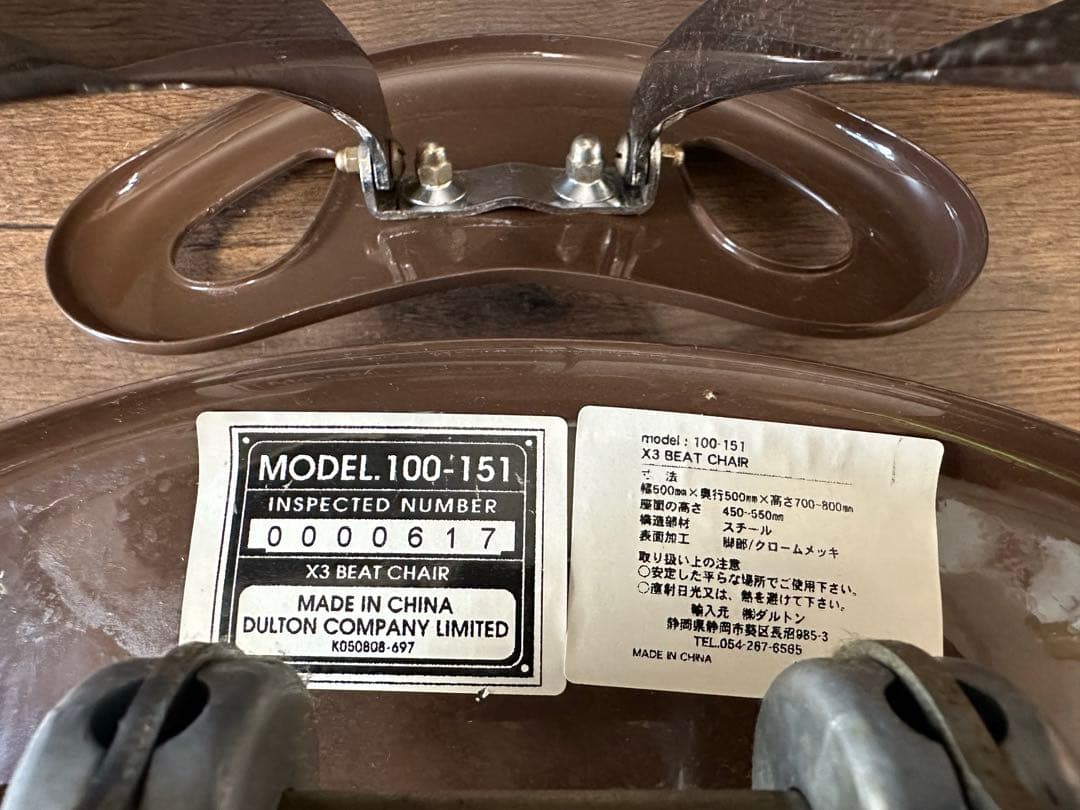 MODEL.100-151
INSPECTED NUMBER
0000617
X3 BEAT CHAIR
MADE IN CHINA
DULTON COMPANY LIMITED
K050808-697
model : 100-151
X3 BEAT CHAIR
寸 法
幅500mm×奥行500mm×高さ700~800mm
座面の高さ 450~550mm
構造部材 スチール
表面加工 脚部/クロームメッキ
取り扱い上の注意
○安定した平らな場所でご使用下さい。
○直射日光又は、熱を避けて下さい。
輸入元 ㈱ダルトン
静岡県静岡市葵区長沼985-3
TEL.054-267-6565
MADE IN CHINA